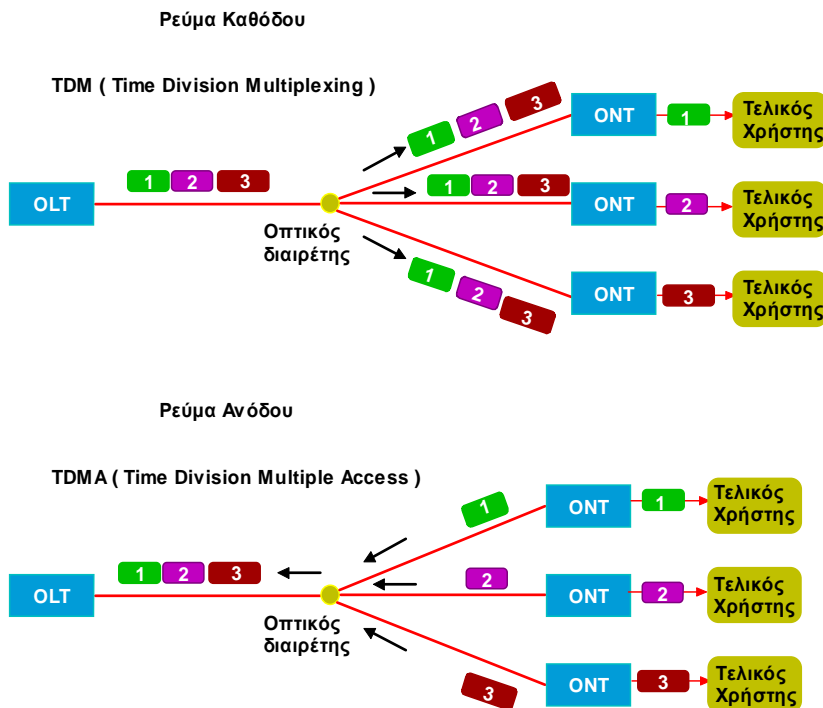 Ρεύμα Καθόδου
TDM ( Time Division Multiplexing )
1 2 3
ONT
1
Τελικός
Χρήστης
OLT
1 2 3
1 2 3
ONT
2
Τελικός
Χρήστης
Οπτικός
διαιρέτης
1 2 3
ONT
3
Τελικός
Χρήστης
Ρεύμα Ανόδου
TDMA ( Time Division Multiple Access )
1
ONT
1
Τελικός
Χρήστης
OLT
1 2 3
2
ONT
2
Τελικός
Χρήστης
Οπτικός
διαιρέτης
3
ONT
3
Τελικός
Χρήστης